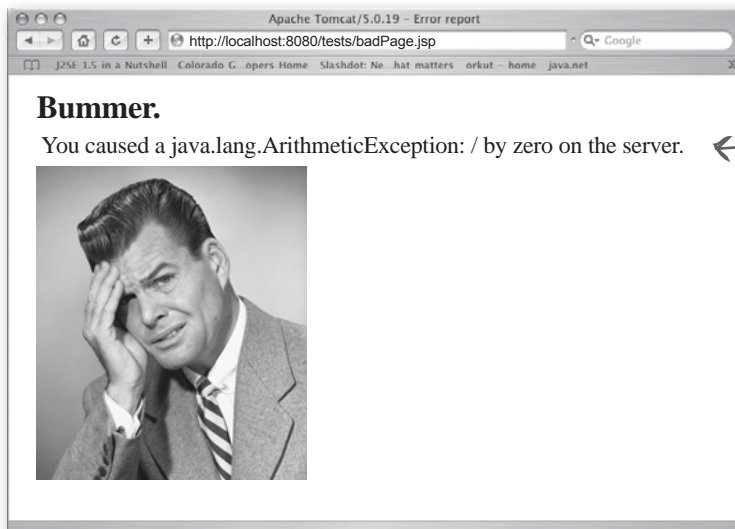 Apache Tomcat/5.0.19 – Error report
http://localhost:8080/tests/badPage.jsp
Google
J2SE 1.5 in a Nutshell Colorado G...opers Home Slashdot: Ne...hat matters orkut – home java.net
Bummer.
You caused a java.lang.ArithmeticException: / by zero on the server.